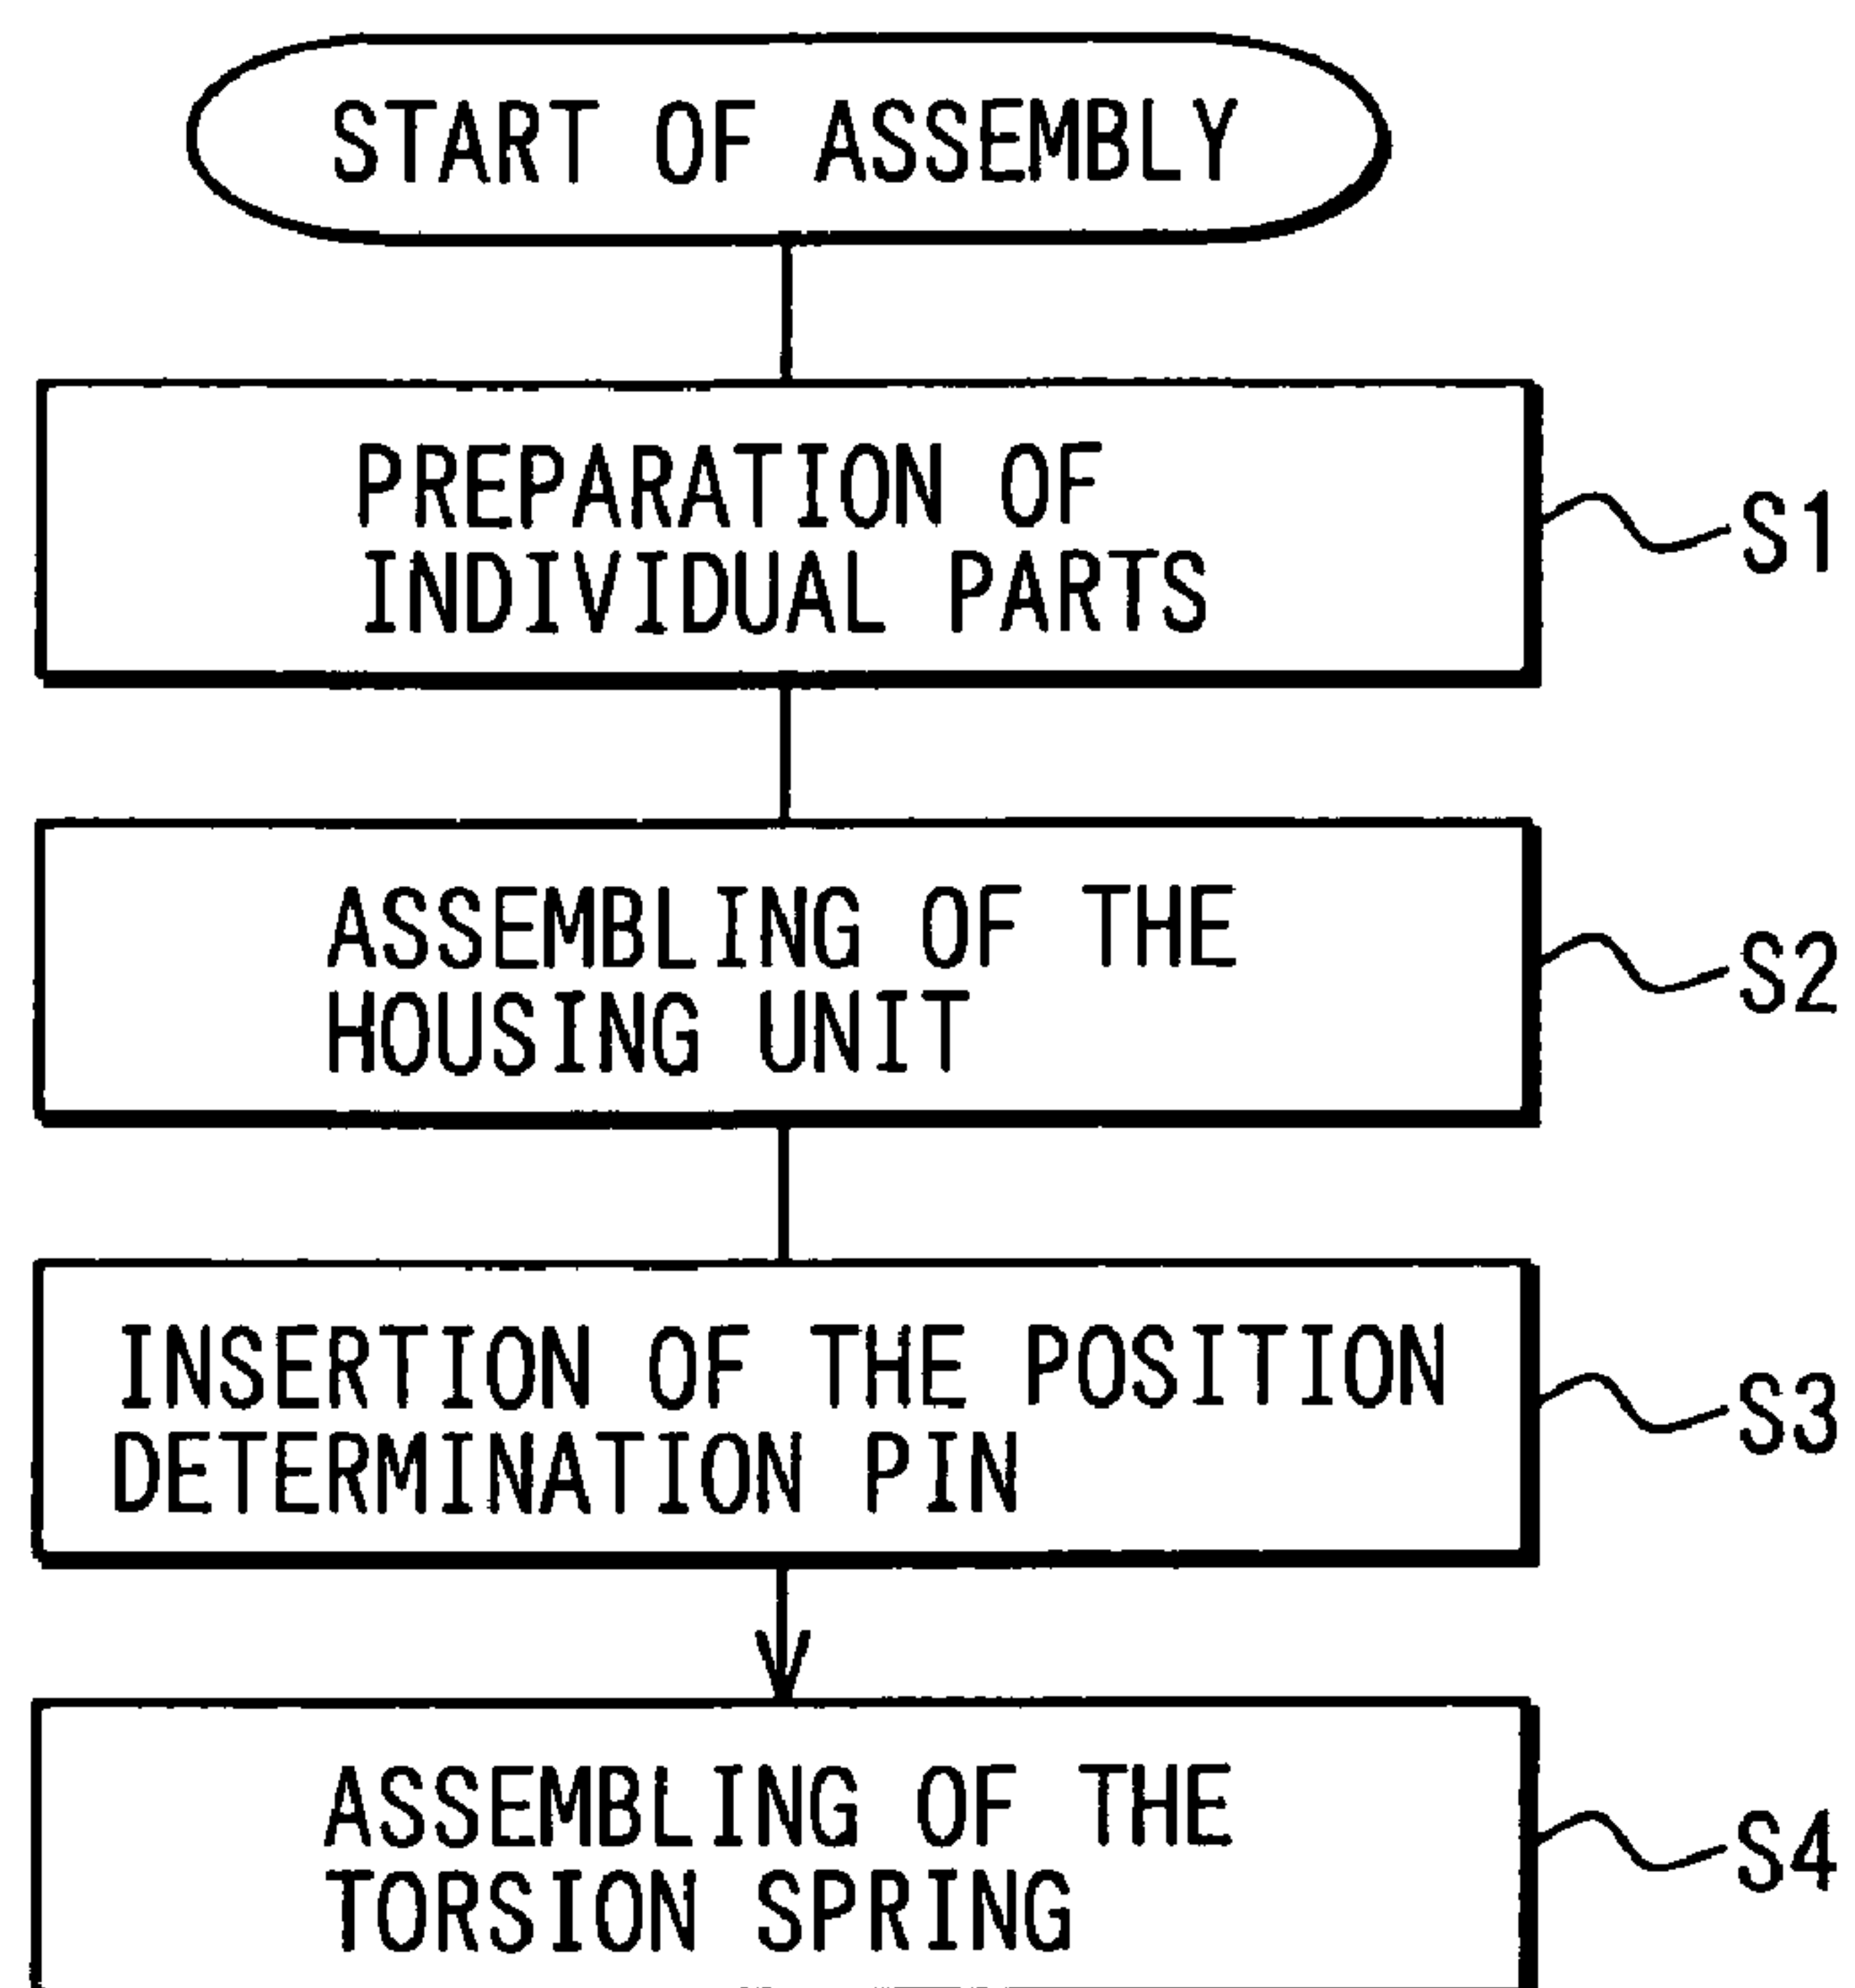 START OF ASSEMBLY
PREPARATION OF
INDIVIDUAL PARTS
S1
ASSEMBLING OF THE
HOUSING UNIT
S2
INSERTION OF THE POSITION
DETERMINATION PIN
S3
ASSEMBLING OF THE
TORSION SPRING
S4